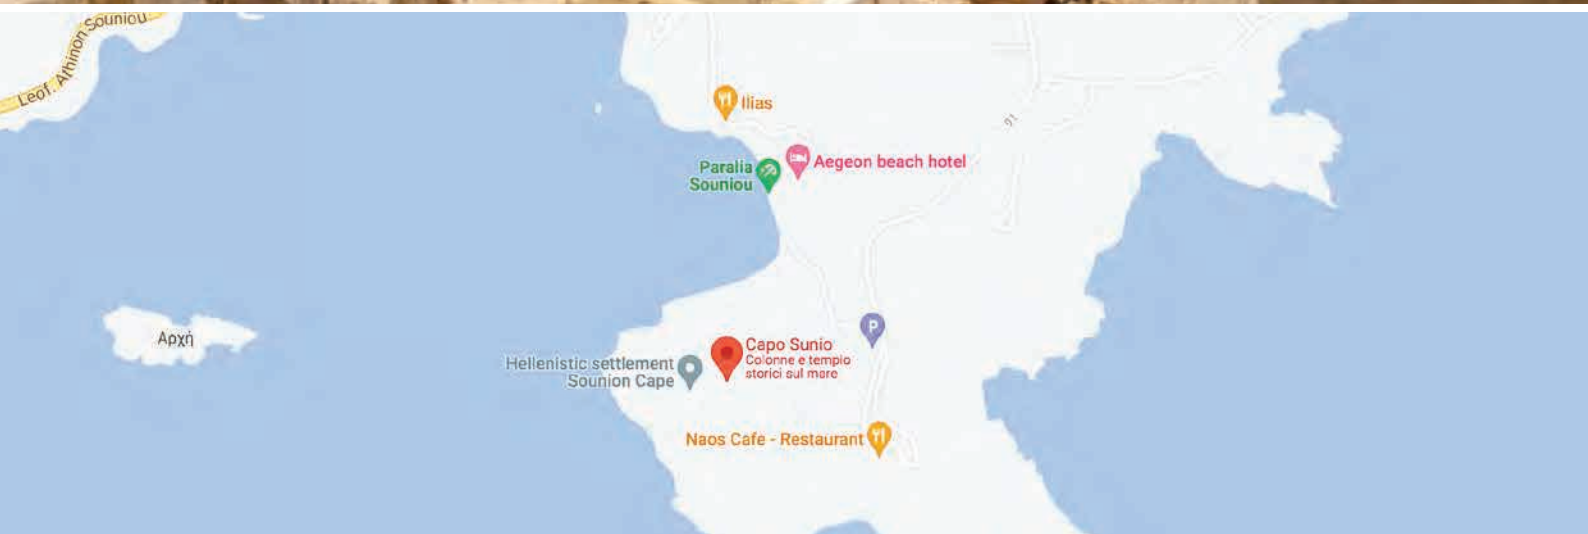 Leof. Athinon Souniou
Ilias
91
Paralia
Souniou
Aegeon beach hotel
P
Αρχή
Capo Sunio
Colonne e tempio
storici sul mare
Hellenistic settlement
Sounion Cape
Naos Cafe - Restaurant